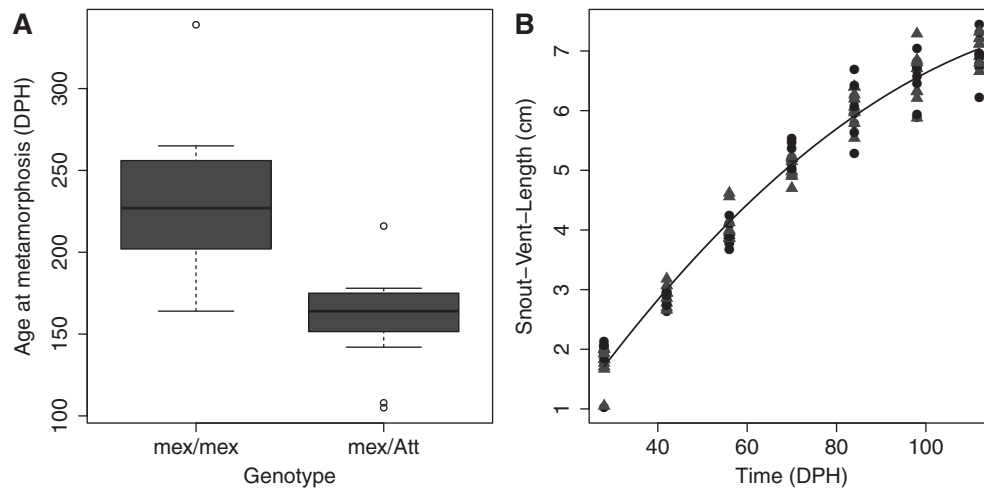 A
Age at metamorphosis (DPH)
300
250
200
150
100
mex/mex mex/Att
Genotype
B
Snout−Vent−Length (cm)
7
6
5
4
3
2
1
40 60 80 100
Time (DPH)